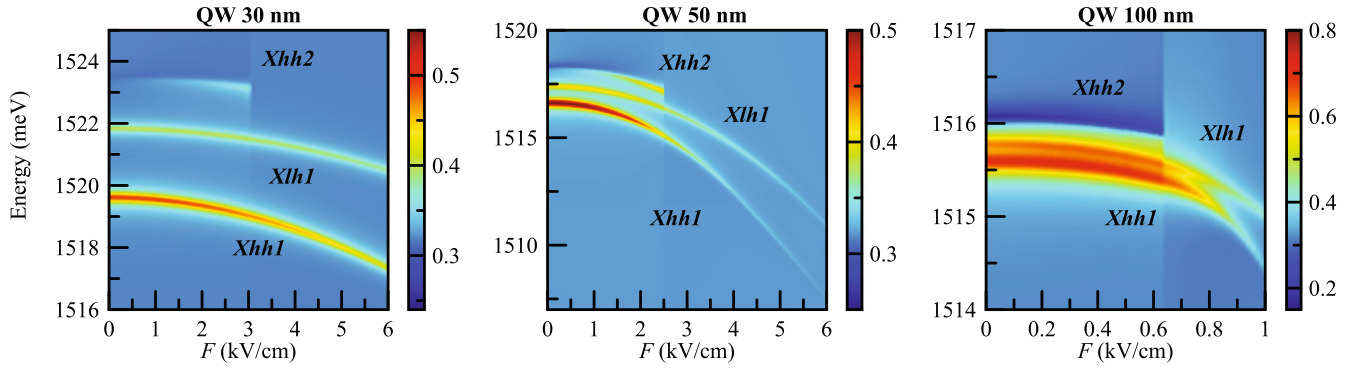 QW 30 nm
Energy (meV)
1524
1522
1520
1518
1516
Xhh2
Xlh1
Xhh1
0 1 2 3 4 5 6
F (kV/cm)
0.5
0.4
0.3
QW 50 nm
1520
1515
1510
Xhh2
Xlh1
Xhh1
0 1 2 3 4 5 6
F (kV/cm)
0.5
0.4
0.3
QW 100 nm
1517
1516
1515
1514
Xhh2
Xlh1
Xhh1
0 0.2 0.4 0.6 0.8 1
F (kV/cm)
0.8
0.6
0.4
0.2